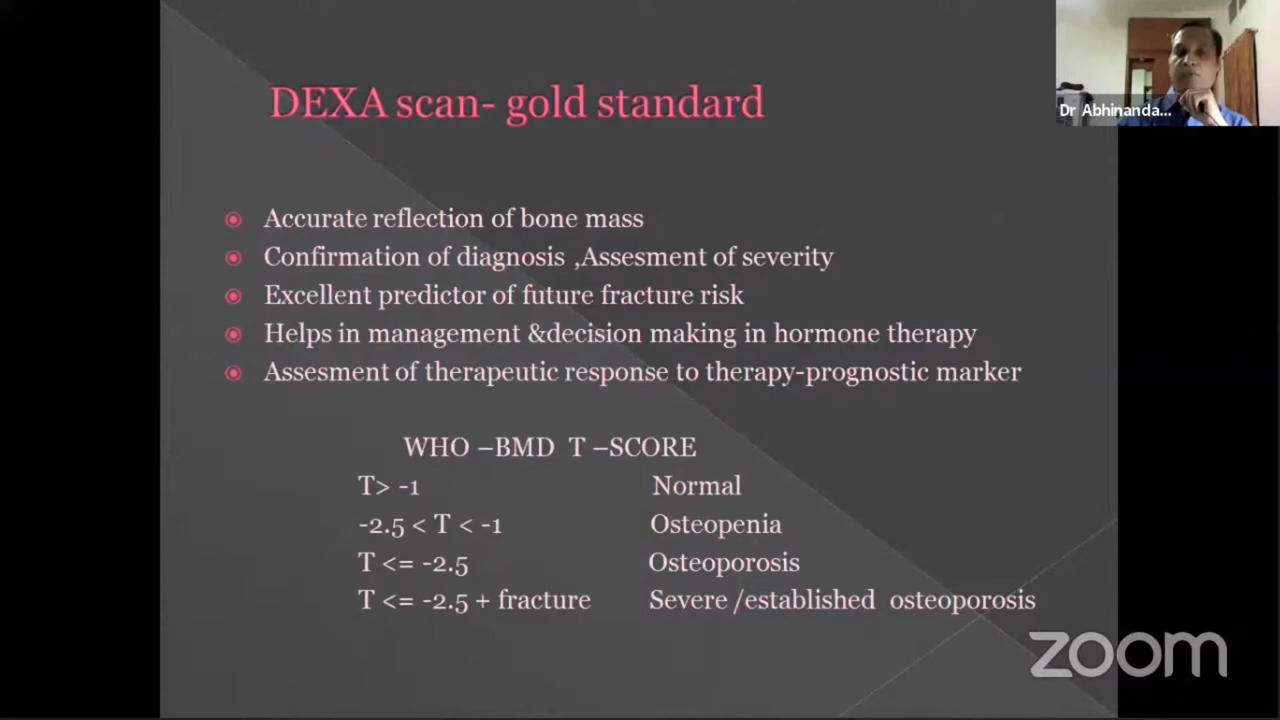 DEXA scan- gold standard
Dr Abhinanda...
Accurate reflection of bone mass
Confirmation of diagnosis ,Assesment of severity
Excellent predictor of future fracture risk
Helps in management &decision making in hormone therapy
Assesment of therapeutic response to therapy-prognostic marker
WHO –BMD T –SCORE
T> -1 Normal
-2.5 < T < -1 Osteopenia
T <= -2.5 Osteoporosis
T <= -2.5 + fracture Severe /established osteoporosis
zoom